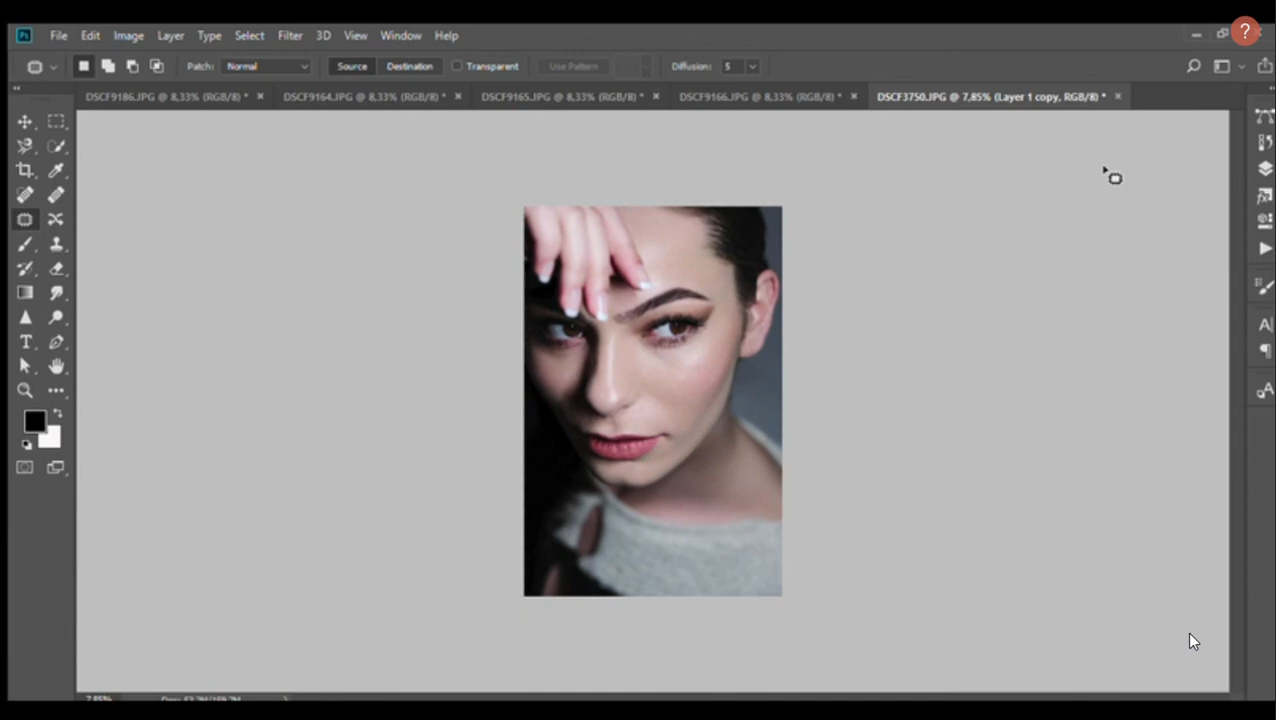 ?
Ps File Edit Image Layer Type Select Filter 3D View Window Help
Patch: Normal Source Destination Transparent Use Pattern Diffusion: 5
DSCF9186.JPG @ 8,33% (RGB/8) * DSCF9164.JPG @ 8,33% (RGB/8) * DSCF9165.JPG @ 8,33% (RGB/8) * DSCF9166.JPG @ 8,33% (RGB/8) * DSCF3750.JPG @ 7,85% (Layer 1 copy, RGB/8) *
7,85%